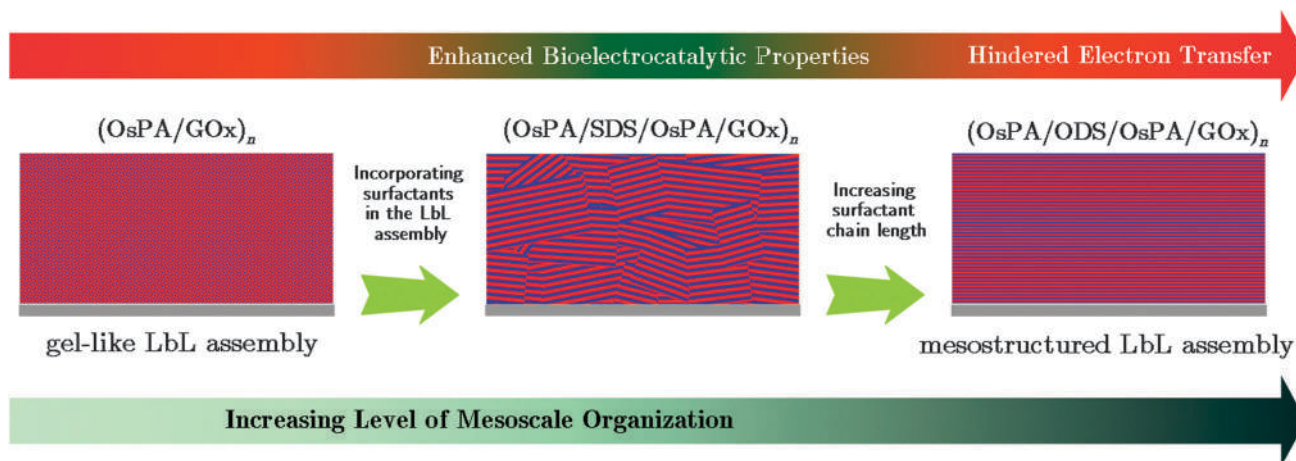 Enhanced Bioelectrocatalytic Properties
Hindered Electron Transfer
(OsPA/GOx)n
(OsPA/SDS/OsPA/GOx)n
(OsPA/ODS/OsPA/GOx)n
Incorporating
surfactants
in the LbL
assembly
Increasing
surfactant
chain length
gel-like LbL assembly
mesostructured LbL assembly
Increasing Level of Mesoscale Organization